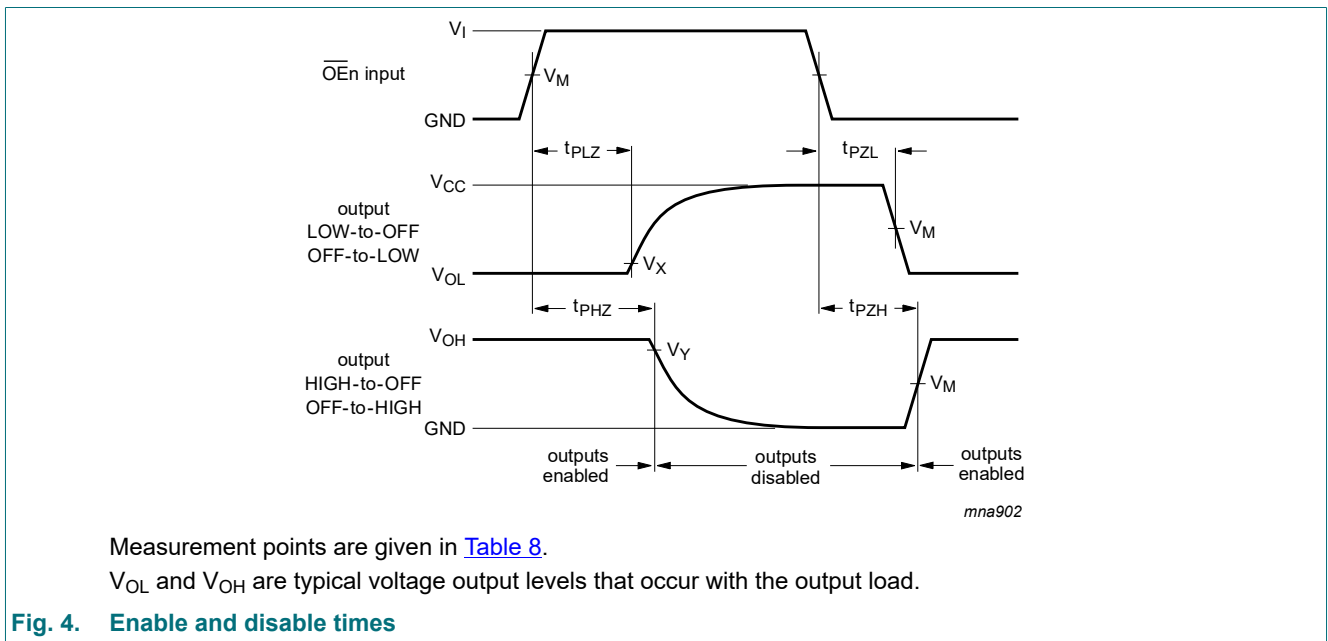 VI
OEn input
VM
GND
tPLZ
tPZL
VCC
output
LOW-to-OFF
OFF-to-LOW
VM
VX
VOL
tPHZ
tPZH
VOH
output
HIGH-to-OFF
OFF-to-HIGH
VY
VM
GND
outputs
enabled
outputs
disabled
outputs
enabled
mna902
Measurement points are given in Table 8.
VOL and VOH are typical voltage output levels that occur with the output load.
Fig. 4. Enable and disable times